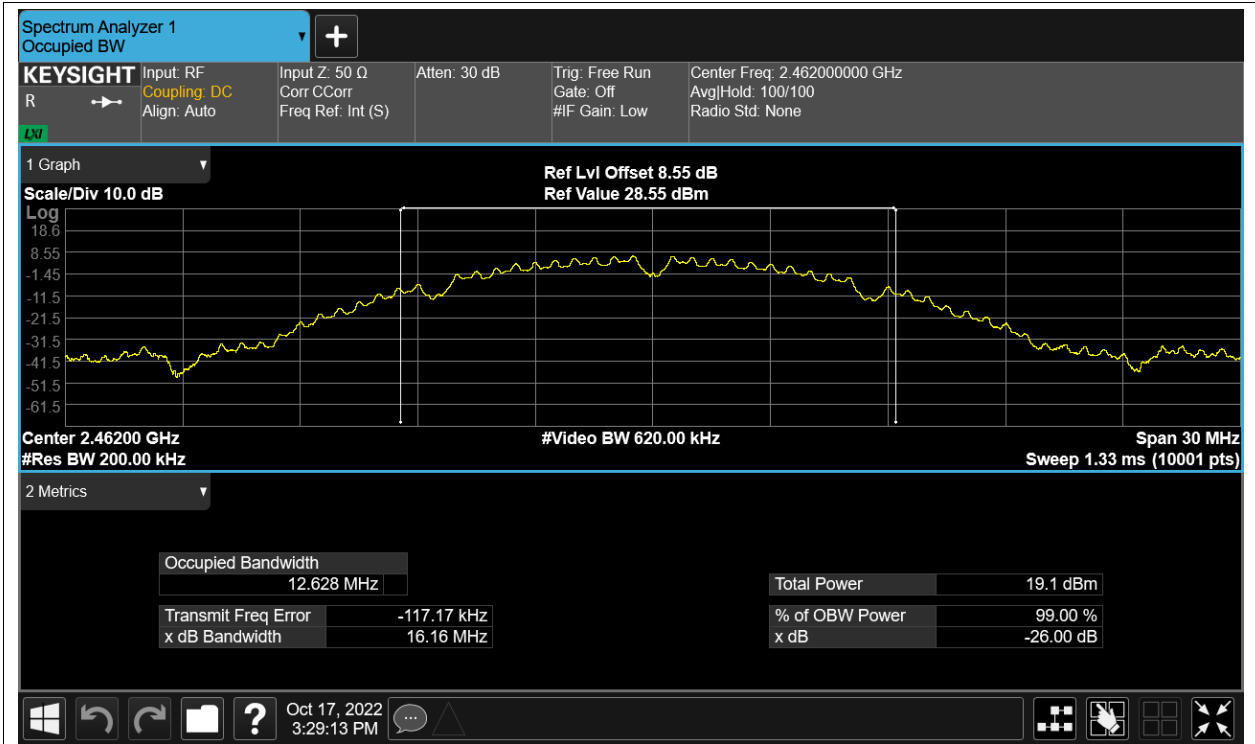 Spectrum Analyzer 1
Occupied BW
KEYSIGHT
R
LXI
Input: RF
Coupling: DC
Align: Auto
Input Z: 50 Ω
Corr CCorr
Freq Ref: Int (S)
Atten: 30 dB
Trig: Free Run
Gate: Off
#IF Gain: Low
Center Freq: 2.462000000 GHz
Avg|Hold: 100/100
Radio Std: None
1 Graph
Scale/Div 10.0 dB
Ref Lvl Offset 8.55 dB
Ref Value 28.55 dBm
Log
18.6
8.55
-1.45
-11.5
-21.5
-31.5
-41.5
-51.5
-61.5
Center 2.46200 GHz
#Res BW 200.00 kHz
#Video BW 620.00 kHz
Span 30 MHz
Sweep 1.33 ms (10001 pts)
2 Metrics
Occupied Bandwidth
12.628 MHz
Transmit Freq Error -117.17 kHz
x dB Bandwidth 16.16 MHz
Total Power 19.1 dBm
% of OBW Power 99.00 %
x dB -26.00 dB
?
Oct 17, 2022
3:29:13 PM